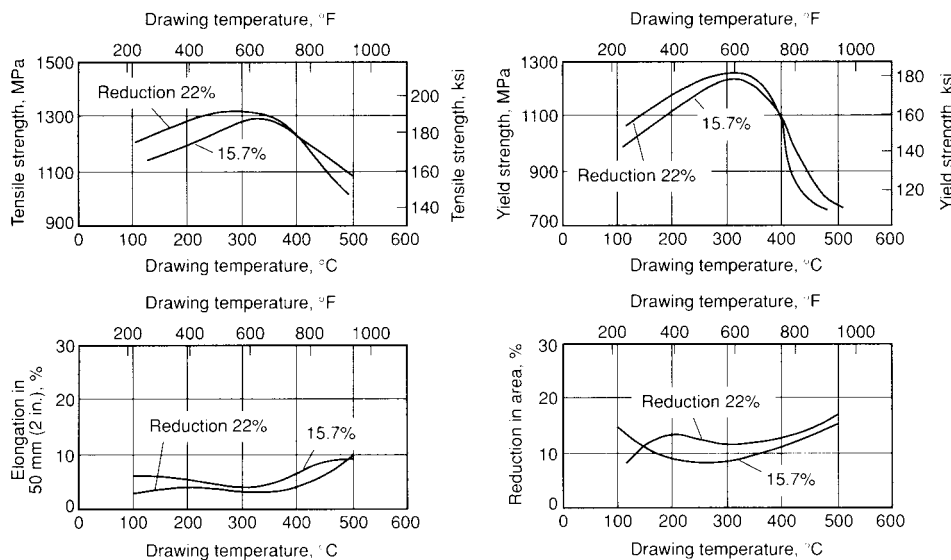 Drawing temperature, °F
200 400 600 800 1000
1500
1300
1100
900
Tensile strength, MPa
Reduction 22%
15.7%
200
180
160
140
Tensile strength, ksi
0 100 200 300 400 500 600
Drawing temperature, °C
Drawing temperature, °F
200 400 600 800 1000
1300
1100
900
700
Yield strength, MPa
15.7%
Reduction 22%
180
160
140
120
Yield strength, ksi
0 100 200 300 400 500 600
Drawing temperature, °C
Drawing temperature, °F
200 400 600 800 1000
30
20
10
0
Elongation in
50 mm (2 in.), %
Reduction 22%
15.7%
0 100 200 300 400 500 600
Drawing temperature, °C
Drawing temperature, °F
200 400 600 800 1000
30
20
10
0
Reduction in area, %
Reduction 22%
15.7%
0 100 200 300 400 500 600
Drawing temperature, °C